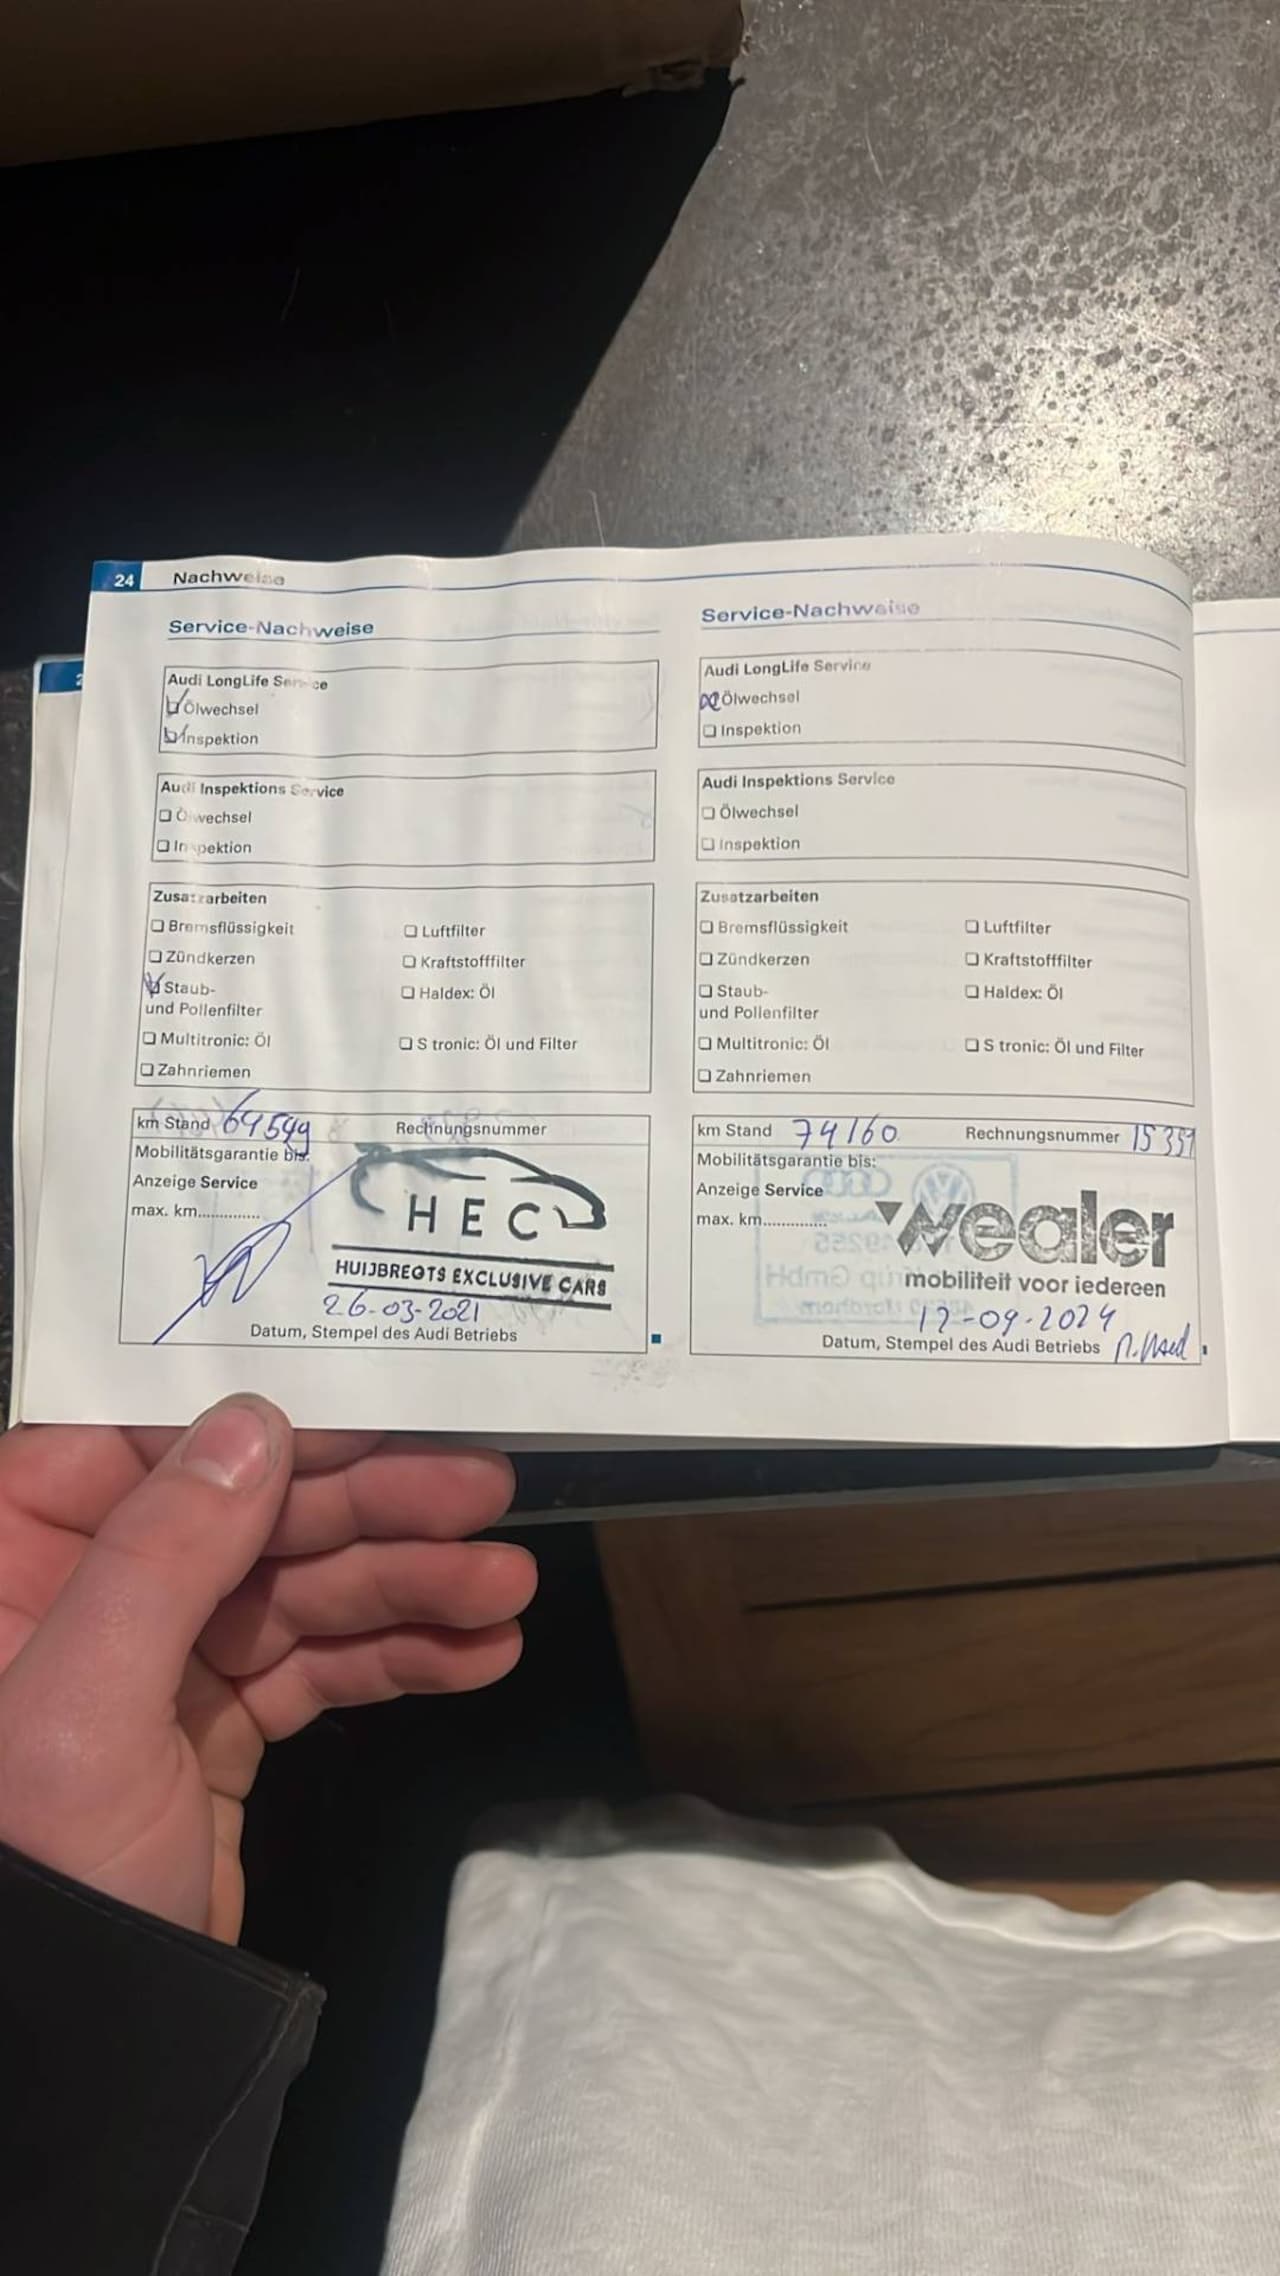 24 Nachweise
Service-Nachweise
Audi LongLife Service
Ölwechsel
Inspektion
Audi Inspektions Service
Ölwechsel
Inspektion
Zusatzarbeiten
Bremsflüssigkeit
Luftfilter
Zündkerzen
Kraftstofffilter
Staub-
und Pollenfilter
Haldex: Öl
Multitronic: Öl
S tronic: Öl und Filter
Zahnriemen
km Stand 64599
Rechnungsnummer
Mobilitätsgarantie bis:
Anzeige Service
max. km..............
HEC
HUIJBREGTS EXCLUSIVE CARS
26-03-2021
Datum, Stempel des Audi Betriebs
Service-Nachweise
Audi LongLife Service
Ölwechsel
Inspektion
Audi Inspektions Service
Ölwechsel
Inspektion
Zusatzarbeiten
Bremsflüssigkeit
Luftfilter
Zündkerzen
Kraftstofffilter
Staub-
und Pollenfilter
Haldex: Öl
Multitronic: Öl
S tronic: Öl und Filter
Zahnriemen
km Stand 74160
Rechnungsnummer 15359
Mobilitätsgarantie bis:
Anzeige Service
max. km..............
wealer
mobiliteit voor iedereen
12-09-2024
Datum, Stempel des Audi Betriebs